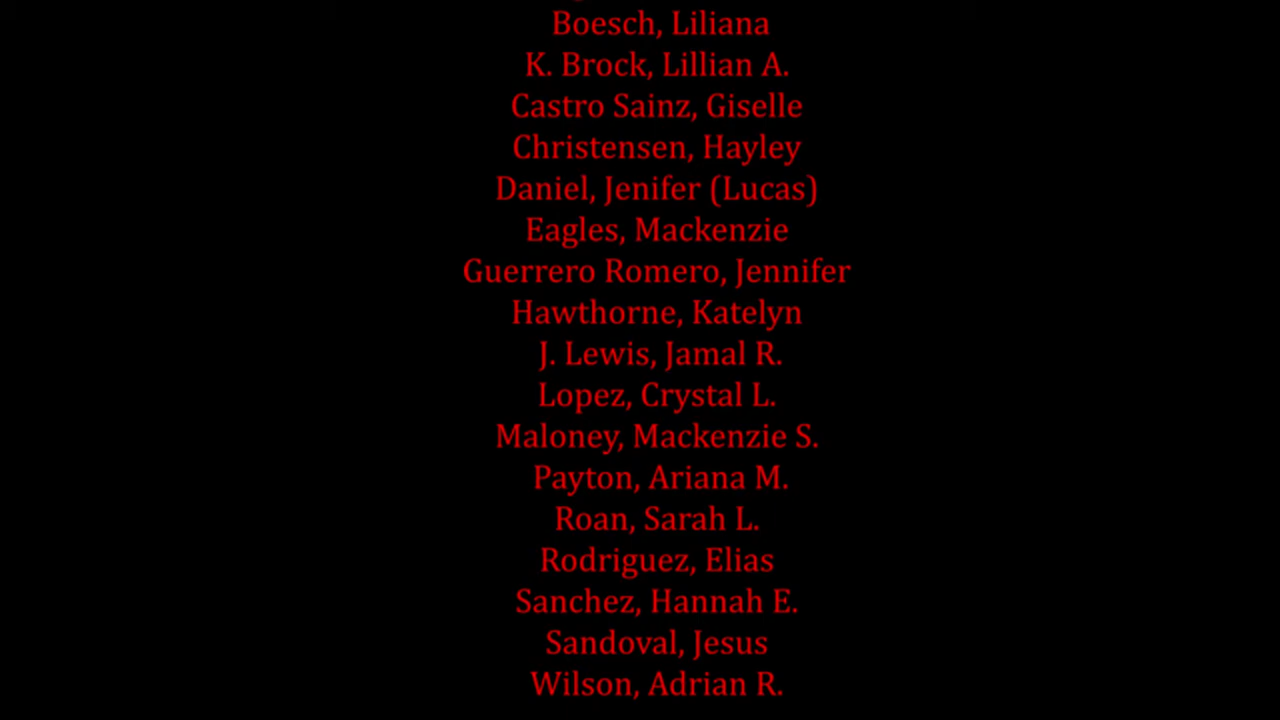 Boesch, Liliana
K. Brock, Lillian A.
Castro Sainz, Giselle
Christensen, Hayley
Daniel, Jenifer (Lucas)
Eagles, Mackenzie
Guerrero Romero, Jennifer
Hawthorne, Katelyn
J. Lewis, Jamal R.
Lopez, Crystal L.
Maloney, Mackenzie S.
Payton, Ariana M.
Roan, Sarah L.
Rodriguez, Elias
Sanchez, Hannah E.
Sandoval, Jesus
Wilson, Adrian R.